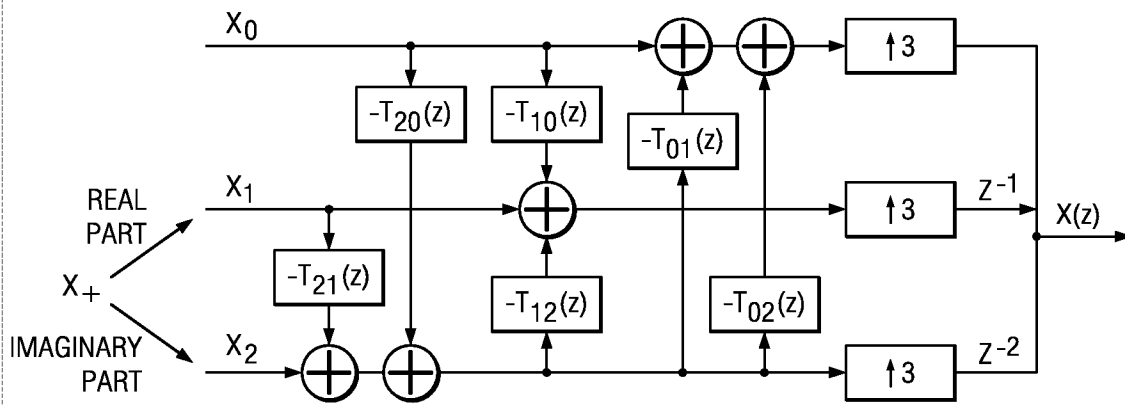 X₀
-T₂₀(z)
-T₁₀(z)
-T₀₁(z)
↑3
REAL
PART
X₁
-T₂₁(z)
-T₁₂(z)
-T₀₂(z)
↑3
Z⁻¹
X(z)
X₊
IMAGINARY
PART
X₂
↑3
Z⁻²